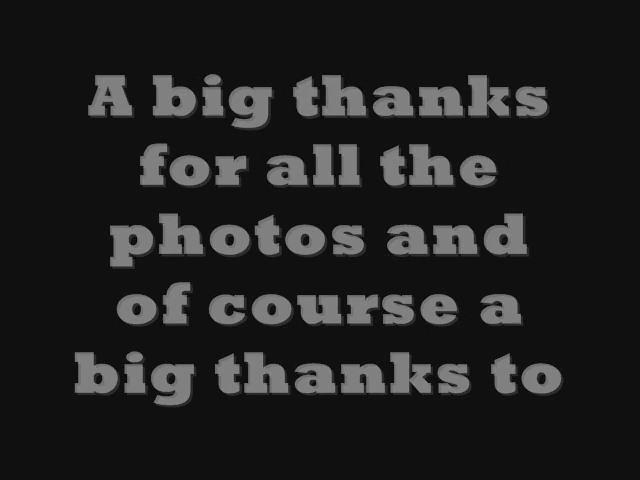 A big thanks
for all the
photos and
of course a
big thanks to